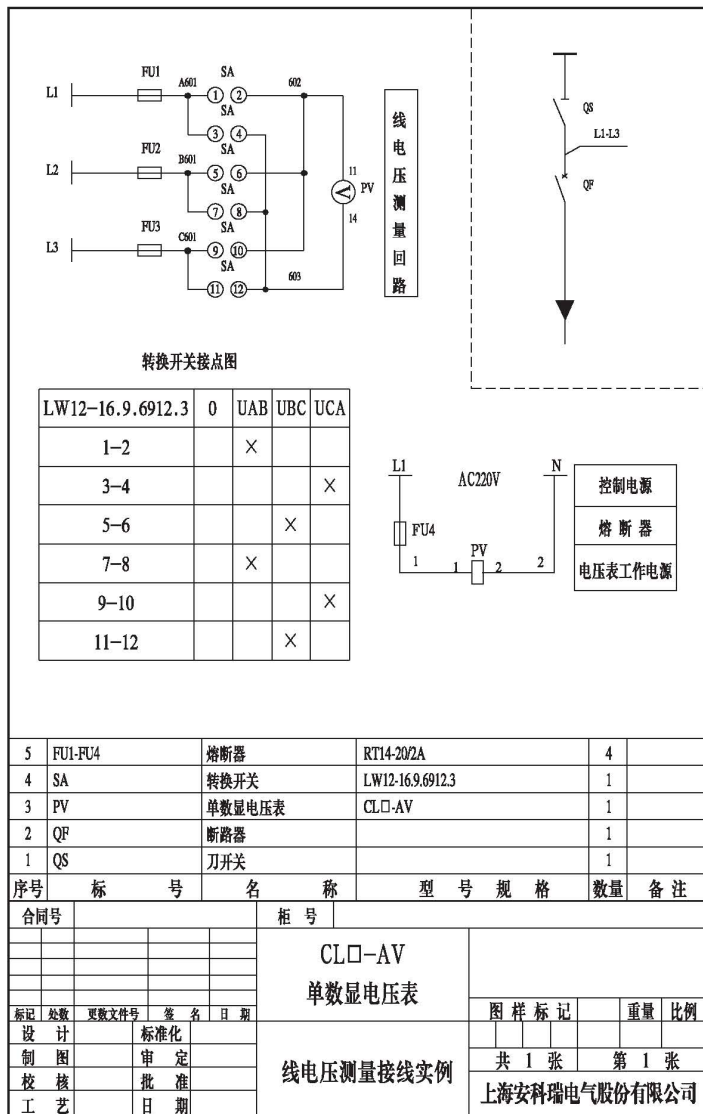 FU1
A601
SA
602
L1
① ②
SA
③ ④
FU2
SA
L2
B601
⑤ ⑥
SA
⑦ ⑧
FU3
SA
L3
C601
⑨ ⑩
SA
⑪ ⑫
603
11
V
PV
14
线电压测量回路
QS
L1-L3
QF
转换开关接点图
LW12-16.9.6912.3 0 UAB UBC UCA
1-2 ×
3-4 ×
5-6 ×
7-8 ×
9-10 ×
11-12 ×
L1 AC220V N
FU4
PV
1 1 2 2
控制电源
熔断器
电压表工作电源
5 FU1-FU4 熔断器 RT14-20/2A 4
4 SA 转换开关 LW12-16.9.6912.3 1
3 PV 单数显电压表 CL□-AV 1
2 QF 断路器 1
1 QS 刀开关 1
序号 标号 名称 型号规格 数量 备注
合同号 柜号
CL□-AV
单数显电压表
标记 处数 更数文件号 签名 日期
图样标记 重量 比例
设计 标准化
制图 审定
校核 批准
工艺 日期
线电压测量接线实例
共 1 张 第 1 张
上海安科瑞电气股份有限公司